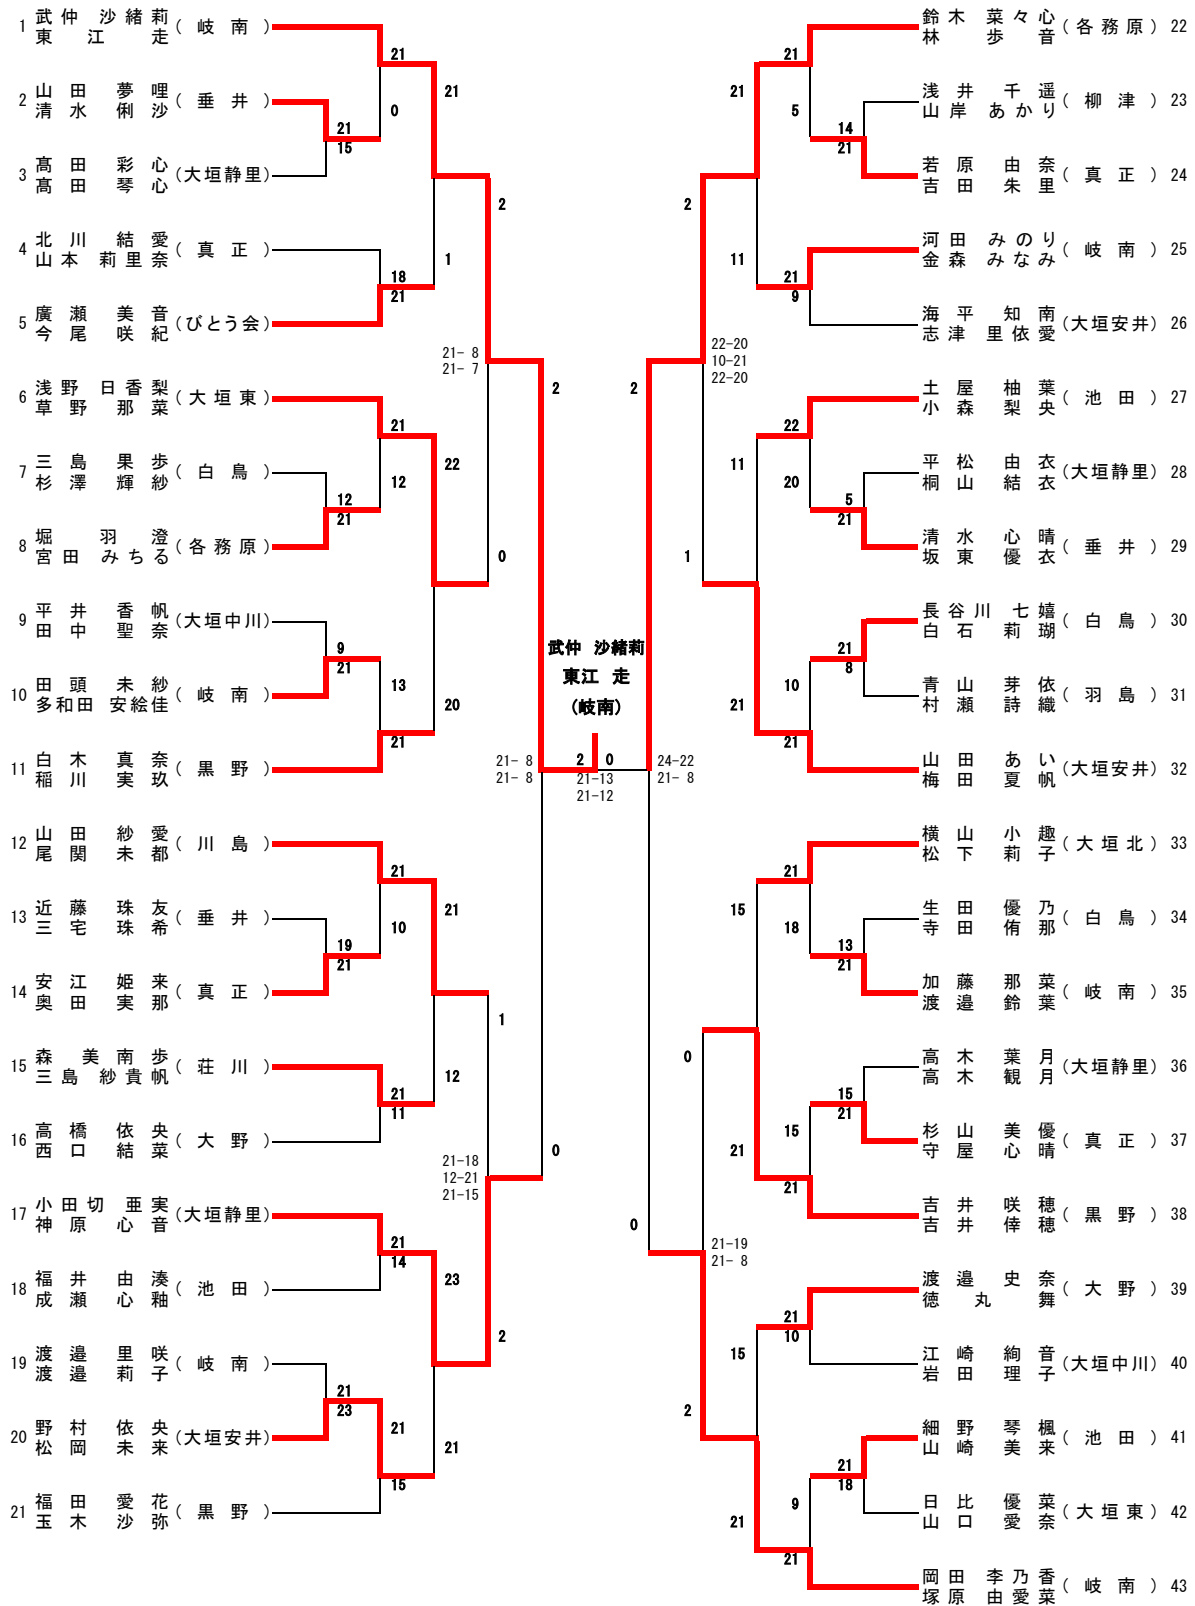 1 武仲 沙緒莉 (岐南)
東江 走
2 山田 夢哩 (垂井)
清水 俐沙
3 髙田 彩心 (大垣静里)
髙田 琴心
4 北川 結愛 (真正)
山本 莉里奈
5 廣瀬 美音 (びとう会)
今尾 咲紀
6 浅野 日香梨 (大垣東)
草野 那菜
7 三島 果歩 (白鳥)
杉澤 輝紗
8 堀 羽澄 (各務原)
宮田 みちる
9 平井 香帆 (大垣中川)
田中 聖奈
10 田頭 未紗 (岐南)
多和田 安絵佳
11 白木 真奈 (黒野)
稲川 実玖
12 山田 紗愛 (川島)
尾関 未都
13 近藤 珠友 (垂井)
三宅 珠希
14 安江 姫来 (真正)
奥田 実那
15 森 美南歩 (荘川)
三島 紗貴帆
16 高橋 依央 (大野)
西口 結菜
17 小田切 亜実 (大垣静里)
神原 心音
18 福井 由湊 (池田)
成瀬 心釉
19 渡邉 里咲 (岐南)
渡邉 莉子
20 野村 依央 (大垣安井)
松岡 未来
21 福田 愛花 (黒野)
玉木 沙弥
21
0
21
15
18
21
21
1
2
21- 8
21- 7
21
12
12
21
22
0
9
21
13
21
20
2
21
10
19
21
21
1
21
11
12
21-18
12-21
21-15
21
14
23
2
21
23
21
15
21
0
21- 8
21- 8
武仲 沙緒莉
東江 走
(岐南)
2 0
21-13
21-12
24-22
21- 8
鈴木 菜々心 (各務原) 22
林 歩音
浅井 千遥 (柳津) 23
山岸 あかり
若原 由奈 (真正) 24
吉田 朱里
河田 みのり (岐南) 25
金森 みなみ
海平 知南 (大垣安井) 26
志津 里依愛
土屋 柚葉 (池田) 27
小森 梨央
平松 由衣 (大垣静里) 28
桐山 結衣
清水 心晴 (垂井) 29
坂東 優衣
長谷川 七嬉 (白鳥) 30
白石 莉瑚
青山 芽依 (羽島) 31
村瀬 詩織
山田 あい (大垣安井) 32
梅田 夏帆
横山 小趣 (大垣北) 33
松下 莉子
生田 優乃 (白鳥) 34
寺田 侑那
加藤 那菜 (岐南) 35
渡邉 鈴葉
高木 葉月 (大垣静里) 36
高木 観月
杉山 美優 (真正) 37
守屋 心晴
吉井 咲穂 (黒野) 38
吉井 倖穂
渡邉 史奈 (大野) 39
徳丸 舞
江崎 絢音 (大垣中川) 40
岩田 理子
細野 琴楓 (池田) 41
山崎 美来
日比 優菜 (大垣東) 42
山口 愛奈
岡田 李乃香 (岐南) 43
塚原 由愛菜
21
5
14
21
21
2
11
21
9
22-20
10-21
22-20
2
22
20
5
21
11
1
21
8
10
21
21
21
18
13
21
15
0
15
21
15
21
21
0
21-19
21- 8
21
10
15
2
21
18
9
21
21